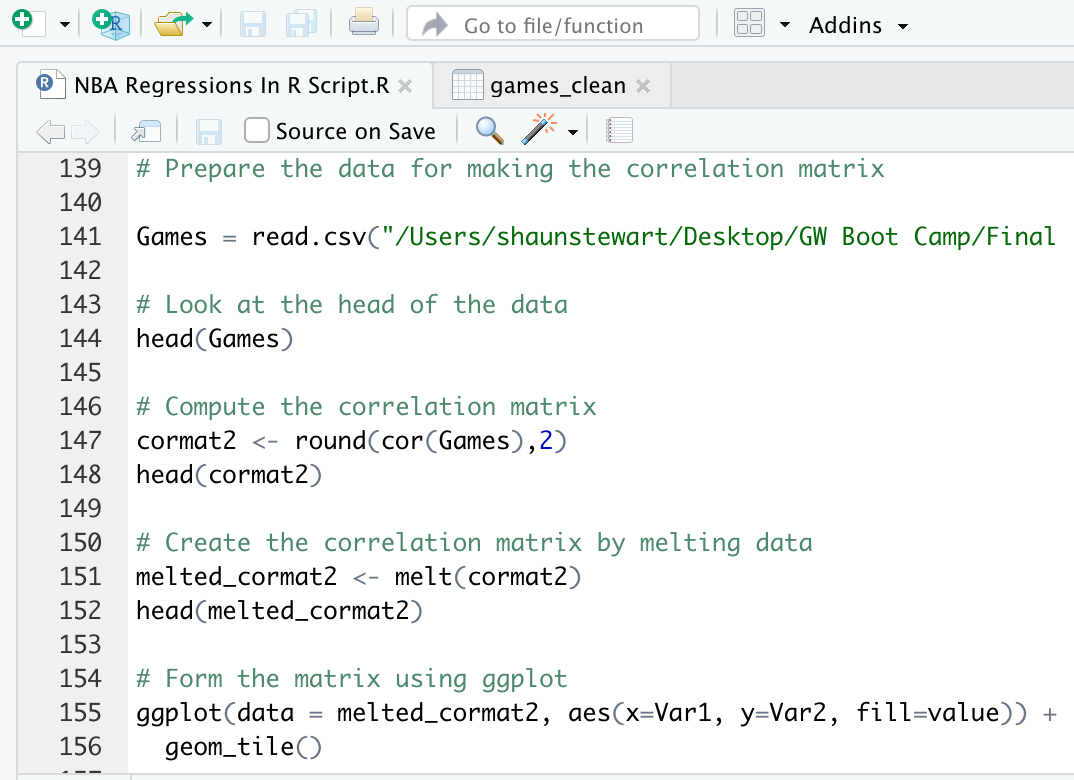 Go to file/function
Addins
NBA Regressions In R Script.R
games_clean
Source on Save
139 # Prepare the data for making the correlation matrix
140
141 Games = read.csv("/Users/shaunstewart/Desktop/GW Boot Camp/Final
142
143 # Look at the head of the data
144 head(Games)
145
146 # Compute the correlation matrix
147 cormat2 <- round(cor(Games),2)
148 head(cormat2)
149
150 # Create the correlation matrix by melting data
151 melted_cormat2 <- melt(cormat2)
152 head(melted_cormat2)
153
154 # Form the matrix using ggplot
155 ggplot(data = melted_cormat2, aes(x=Var1, y=Var2, fill=value)) +
156   geom_tile()